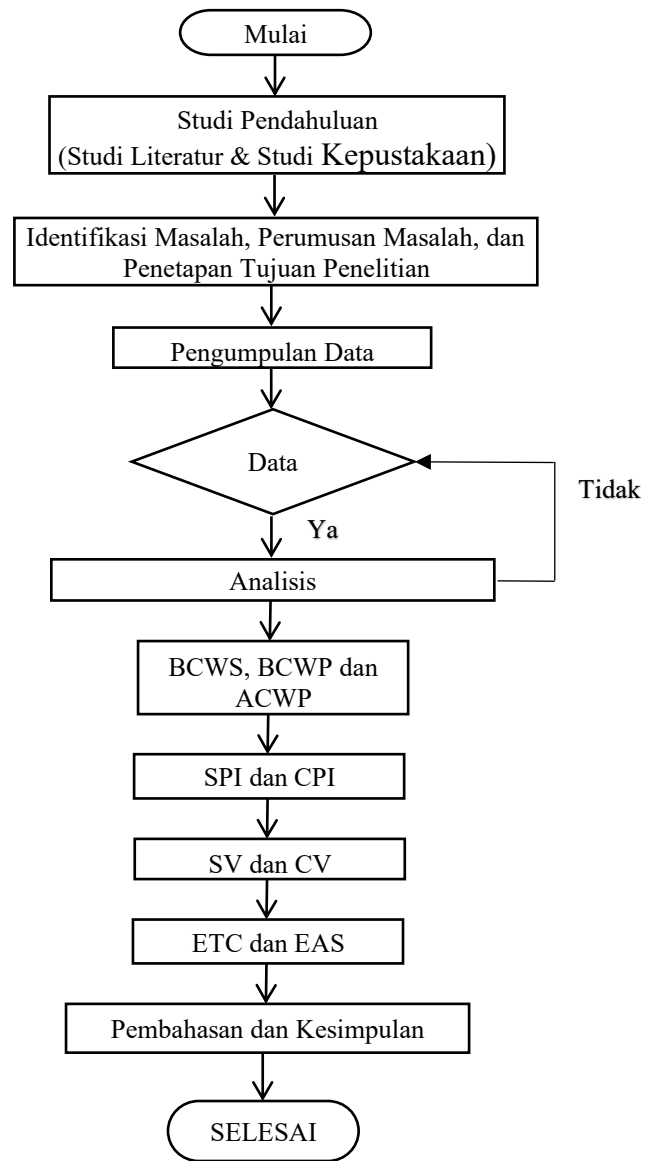 Mulai
Studi Pendahuluan
(Studi Literatur & Studi Kepustakaan)
Identifikasi Masalah, Perumusan Masalah, dan
Penetapan Tujuan Penelitian
Pengumpulan Data
Data
Tidak
Ya
Analisis
BCWS, BCWP dan
ACWP
SPI dan CPI
SV dan CV
ETC dan EAS
Pembahasan dan Kesimpulan
SELESAI